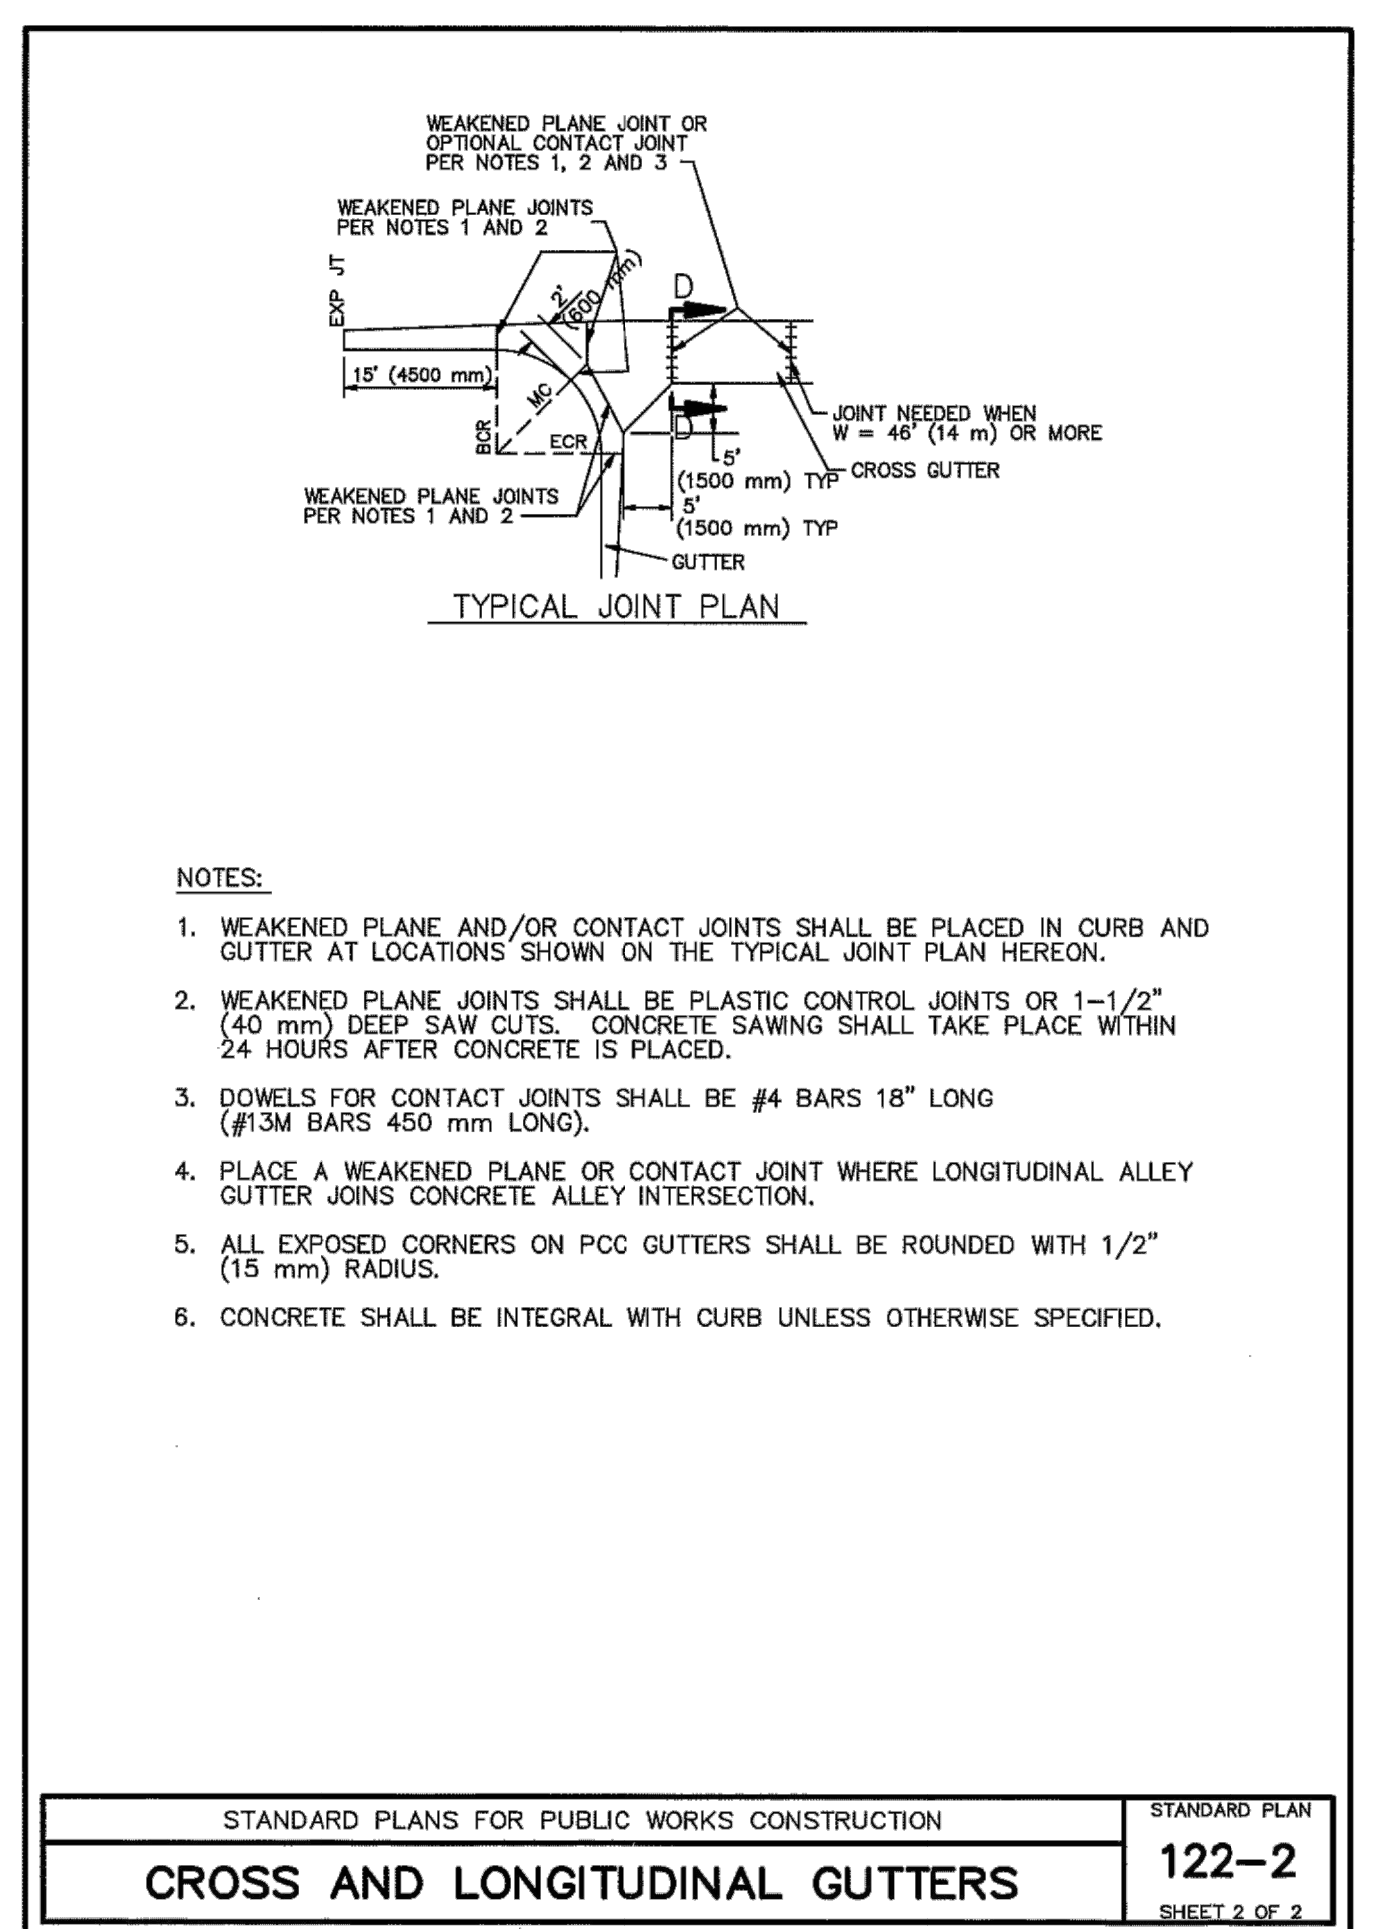 WEAKENED PLANE JOINT OR
OPTIONAL CONTACT JOINT
PER NOTES 1, 2 AND 3
WEAKENED PLANE JOINTS
PER NOTES 1 AND 2
EXP JT
2'
(600 mm)
D
15' (4500 mm)
MC
BCR
ECR
D
JOINT NEEDED WHEN
W = 46' (14 m) OR MORE
5'
(1500 mm) TYP
CROSS GUTTER
WEAKENED PLANE JOINTS
PER NOTES 1 AND 2
5'
(1500 mm) TYP
GUTTER
TYPICAL JOINT PLAN
NOTES:
1. WEAKENED PLANE AND/OR CONTACT JOINTS SHALL BE PLACED IN CURB AND
GUTTER AT LOCATIONS SHOWN ON THE TYPICAL JOINT PLAN HEREON.
2. WEAKENED PLANE JOINTS SHALL BE PLASTIC CONTROL JOINTS OR 1-1/2"
(40 mm) DEEP SAW CUTS. CONCRETE SAWING SHALL TAKE PLACE WITHIN
24 HOURS AFTER CONCRETE IS PLACED.
3. DOWELS FOR CONTACT JOINTS SHALL BE #4 BARS 18" LONG
(#13M BARS 450 mm LONG).
4. PLACE A WEAKENED PLANE OR CONTACT JOINT WHERE LONGITUDINAL ALLEY
GUTTER JOINS CONCRETE ALLEY INTERSECTION.
5. ALL EXPOSED CORNERS ON PCC GUTTERS SHALL BE ROUNDED WITH 1/2"
(15 mm) RADIUS.
6. CONCRETE SHALL BE INTEGRAL WITH CURB UNLESS OTHERWISE SPECIFIED.
STANDARD PLANS FOR PUBLIC WORKS CONSTRUCTION
CROSS AND LONGITUDINAL GUTTERS
STANDARD PLAN
122-2
SHEET 2 OF 2